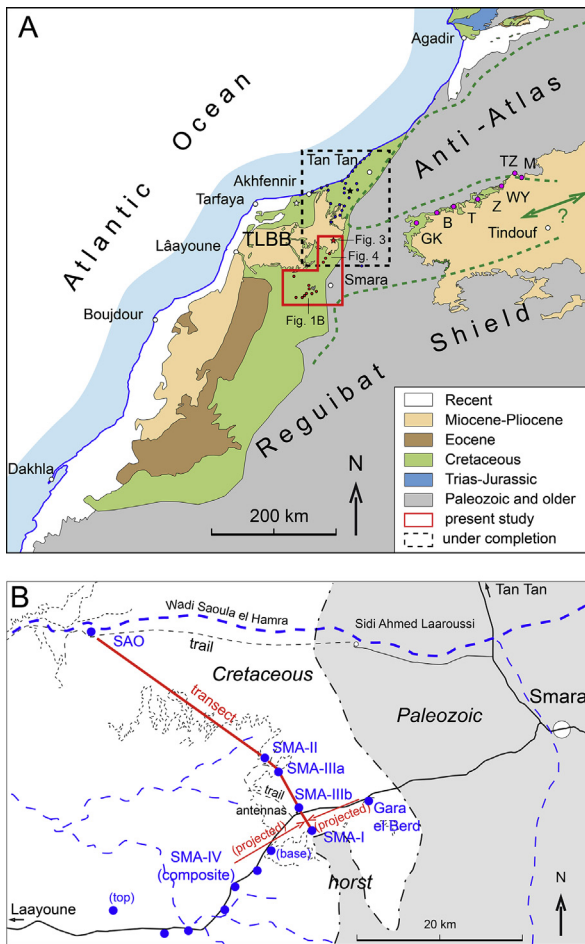 A
Agadir
Atlantic Ocean
Anti-Atlas
Tan Tan
Akhfennir
Tarfaya
TZ
M
WY
Z
T
B
GK
?
Tindouf
TLBB
Fig. 3
Fig. 4
Lâayoune
Smara
Boujdour
Fig. 1B
Reguibat Shield
Dakhla
N
200 km
Recent
Miocene-Pliocene
Eocene
Cretaceous
Trias-Jurassic
Paleozoic and older
present study
under completion
B
Tan Tan
Wadi Saoula el Hamra
Sidi Ahmed Laaroussi
SAO
trail
Cretaceous
transect
Paleozoic
Smara
SMA-II
SMA-IIIa
trail
SMA-IIIb
antennas
(projected)
(projected)
Gara
el Berd
SMA-I
SMA-IV
(composite)
(base)
horst
(top)
Laayoune
N
20 km